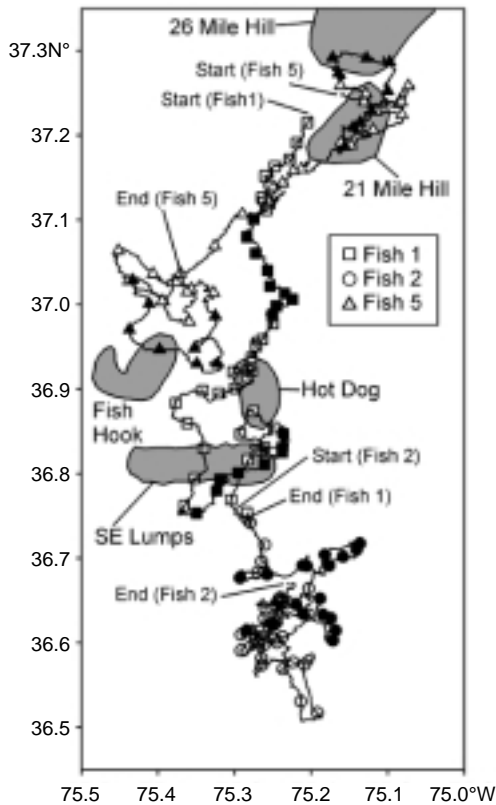 26 Mile Hill
37.3N°
Start (Fish 5)
Start (Fish1)
37.2
21 Mile Hill
End (Fish 5)
37.1
Fish 1
Fish 2
Fish 5
37.0
36.9
Hot Dog
Fish
Hook
Start (Fish 2)
36.8
End (Fish 1)
SE Lumps
36.7
End (Fish 2)
36.6
36.5
75.5 75.4 75.3 75.2 75.1 75.0°W